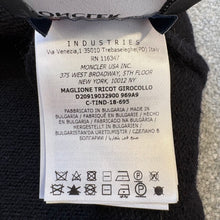 MONCLER
INDUSTRIES
Via Venezia,1 35010 Trebaseleghe(PD) Italy
RN 116347
MONCLER USA INC.
375 WEST BROADWAY, 5TH FLOOR
NEW YORK, NY 10012
MAGLIONE TRICOT GIROCOLLO
D20919032900 969A9
C-TIND-18-695
FABBRICATO IN BULGARIA / MADE IN
BULGARIA / FABRIQUÉ EN BULGARIE /
HERGESTELLT IN BULGARIEN /